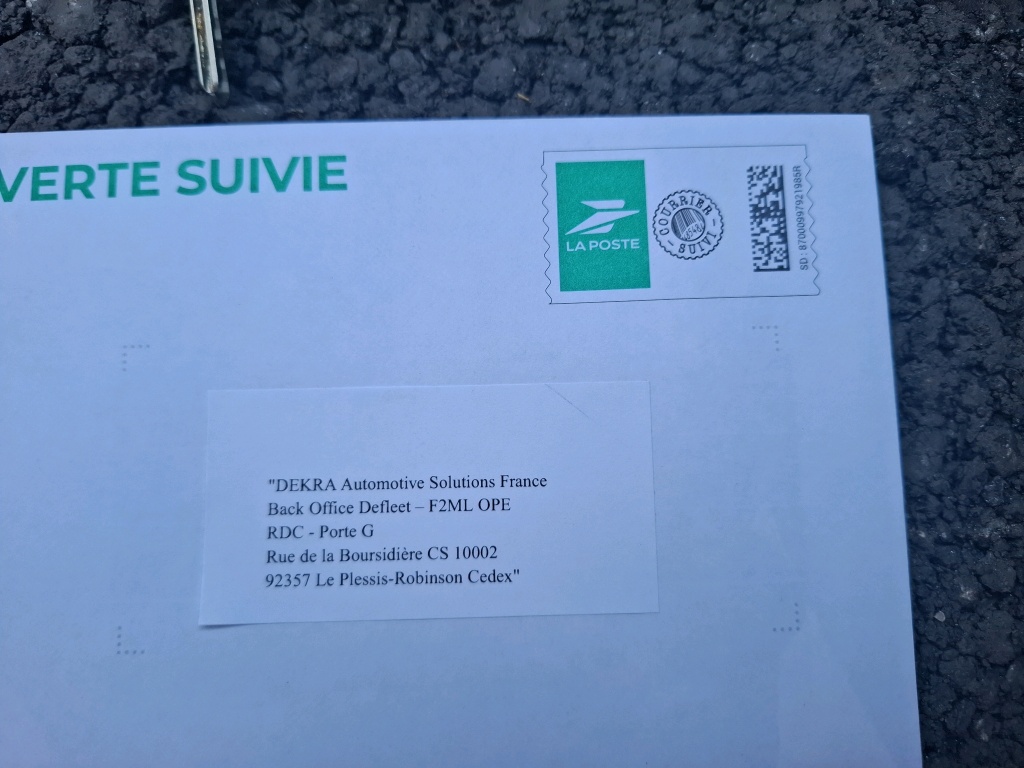 VERTE SUIVIE
LA POSTE
COURRIER
SUIVI
SD : 87000997921985R
"DEKRA Automotive Solutions France
Back Office Defleet – F2ML OPE
RDC - Porte G
Rue de la Boursidière CS 10002
92357 Le Plessis-Robinson Cedex"